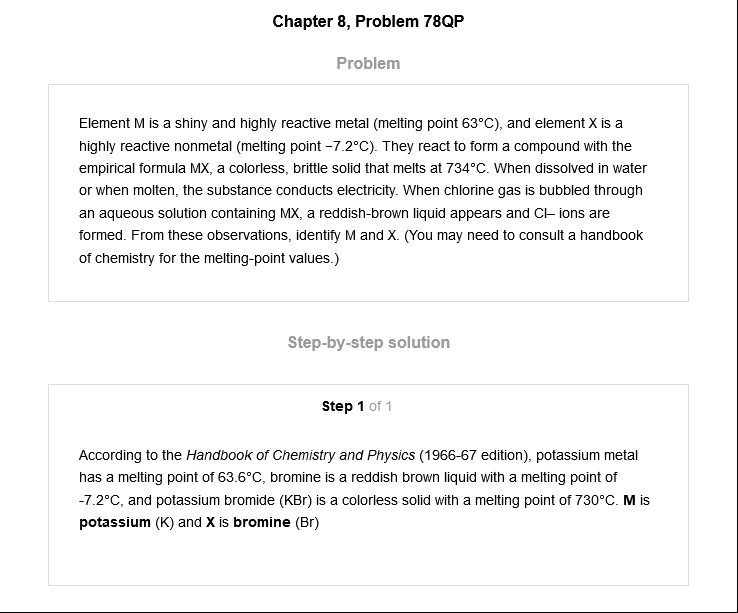 Chapter 8, Problem 78QP
Problem
Element M is a shiny and highly reactive metal (melting point 63°C), and element X is a
highly reactive nonmetal (melting point −7.2°C). They react to form a compound with the
empirical formula MX, a colorless, brittle solid that melts at 734°C. When dissolved in water
or when molten, the substance conducts electricity. When chlorine gas is bubbled through
an aqueous solution containing MX, a reddish-brown liquid appears and Cl– ions are
formed. From these observations, identify M and X. (You may need to consult a handbook
of chemistry for the melting-point values.)
Step-by-step solution
Step 1 of 1
According to the Handbook of Chemistry and Physics (1966-67 edition), potassium metal
has a melting point of 63.6°C, bromine is a reddish brown liquid with a melting point of
-7.2°C, and potassium bromide (KBr) is a colorless solid with a melting point of 730°C. M is
potassium (K) and X is bromine (Br)